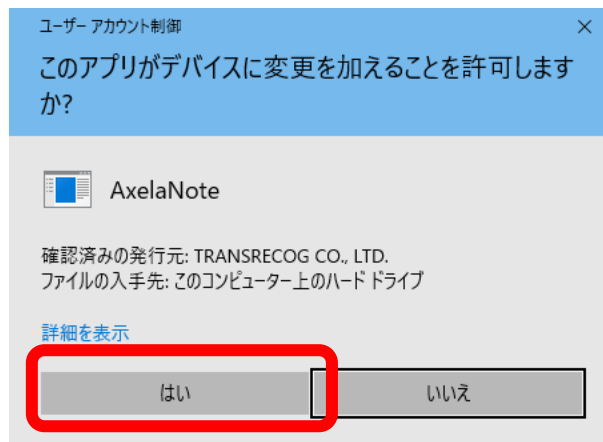 ユーザー アカウント制御
このアプリがデバイスに変更を加えることを許可します
か?
AxelaNote
確認済みの発行元: TRANSRECOG CO., LTD.
ファイルの入手先: このコンピューター上のハード ドライブ
詳細を表示
はい
いいえ